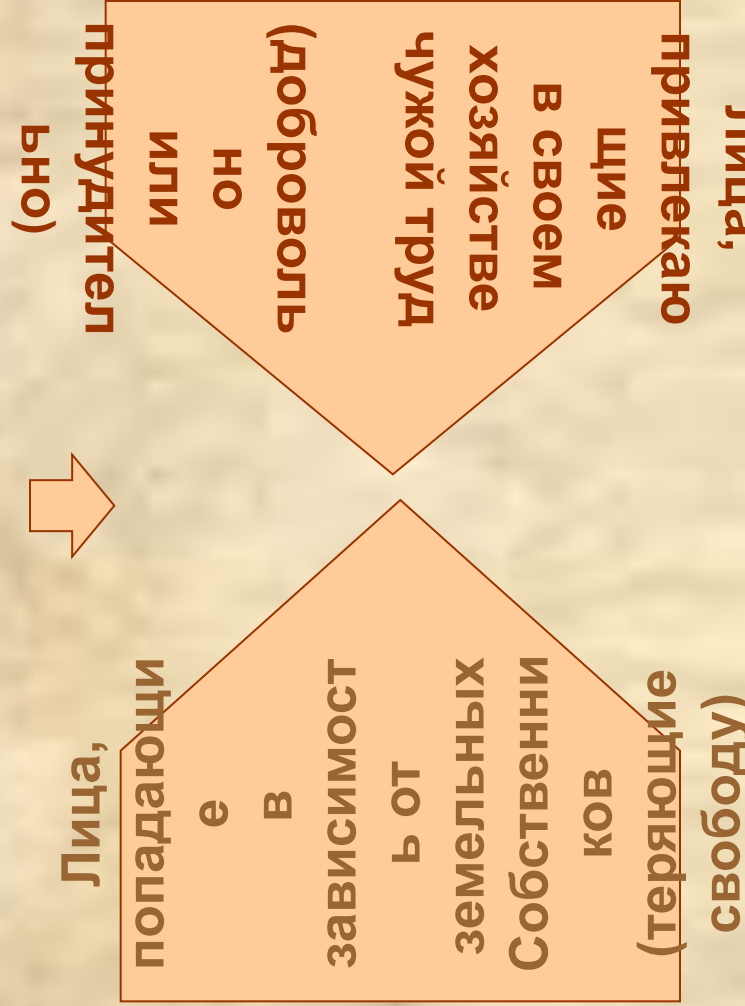 Лица,
привлекаю
щие
в своем
хозяйстве
чужой труд
(доброволь
но
или
принудител
ьно)
Лица,
попадающи
е
в
зависимост
ь от
земельных
Собственни
ков
(теряющие
свободу)